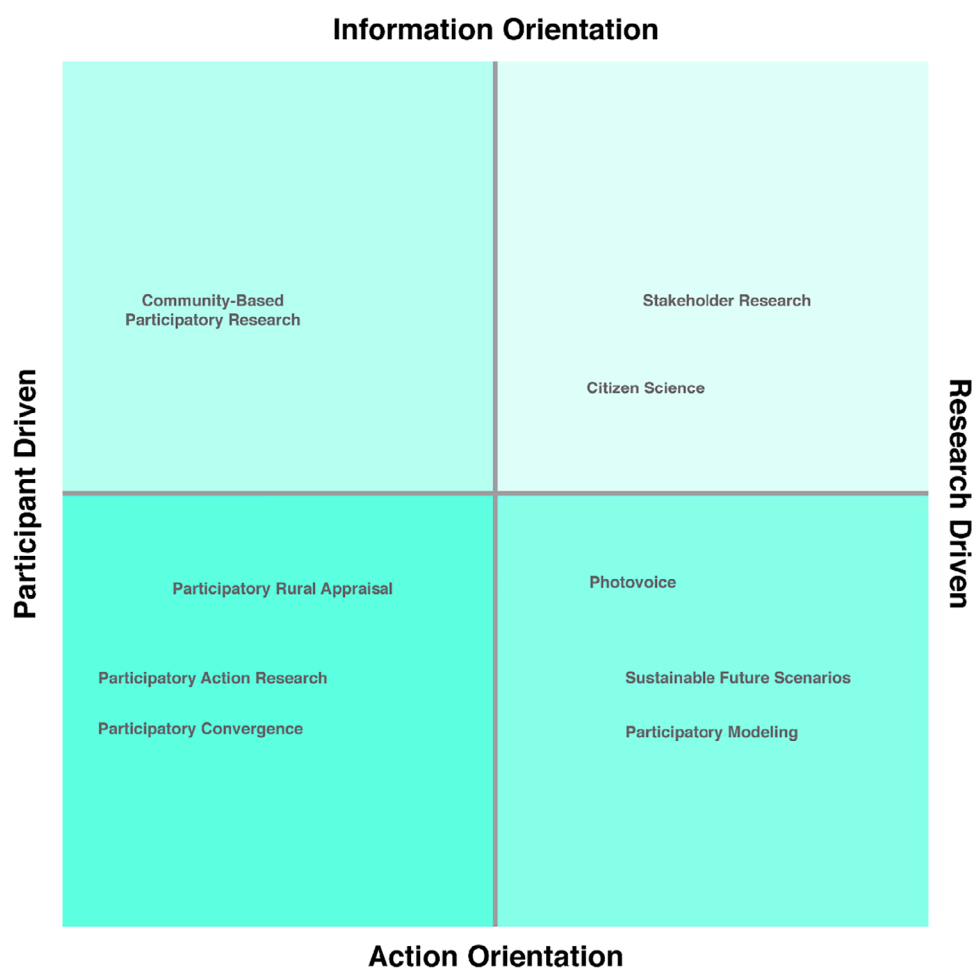 Information Orientation
Community-Based
Participatory Research
Stakeholder Research
Citizen Science
Participant Driven
Research Driven
Participatory Rural Appraisal
Photovoice
Participatory Action Research
Sustainable Future Scenarios
Participatory Convergence
Participatory Modeling
Action Orientation